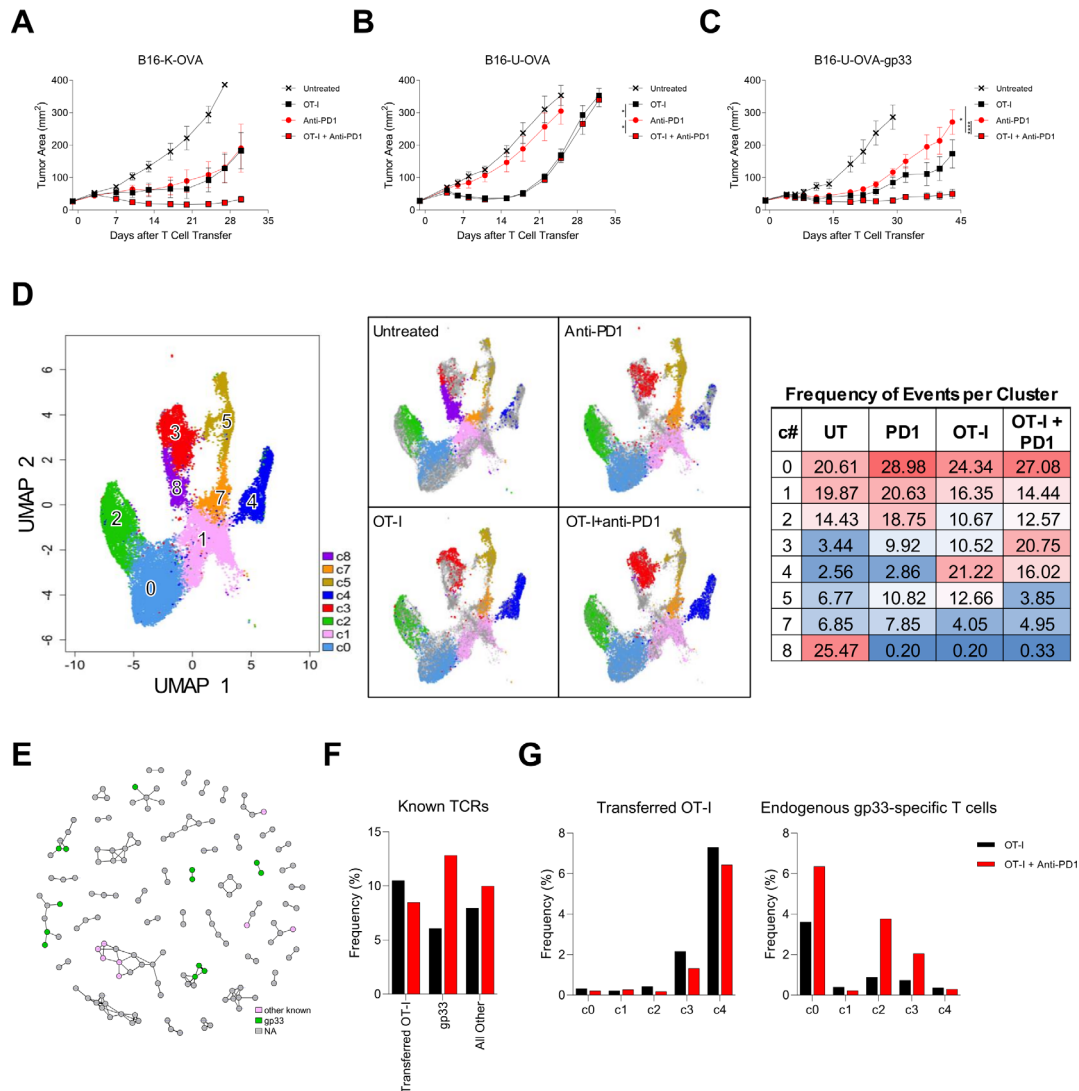 A
B16-K-OVA
Tumor Area (mm²)
400
300
200
100
0
0
7
14
21
28
35
Days after T Cell Transfer
Untreated
OT-I
Anti-PD1
OT-I + Anti-PD1
B
B16-U-OVA
Tumor Area (mm²)
400
300
200
100
0
0
7
14
21
28
35
Days after T Cell Transfer
Untreated
OT-I
Anti-PD1
OT-I + Anti-PD1
*
*
C
B16-U-OVA-gp33
Tumor Area (mm²)
400
300
200
100
0
0
15
29
43
Days after T Cell Transfer
Untreated
OT-I
Anti-PD1
OT-I + Anti-PD1
*
****
D
UMAP 2
6
4
2
0
-2
-4
-6
-10
-5
0
5
10
UMAP 1
3
5
8
7
4
2
1
0
c8
c7
c5
c4
c3
c2
c1
c0
Untreated
Anti-PD1
OT-I
OT-I+anti-PD1
Frequency of Events per Cluster
c# UT PD1 OT-I OT-I + PD1
0 20.61 28.98 24.34 27.08
1 19.87 20.63 16.35 14.44
2 14.43 18.75 10.67 12.57
3 3.44 9.92 10.52 20.75
4 2.56 2.86 21.22 16.02
5 6.77 10.82 12.66 3.85
7 6.85 7.85 4.05 4.95
8 25.47 0.20 0.20 0.33
E
other known
gp33
NA
F
Known TCRs
Frequency (%)
15
10
5
0
Transferred OT-I
gp33
All Other
G
Transferred OT-I
Frequency (%)
8
6
4
2
0
c0
c1
c2
c3
c4
Endogenous gp33-specific T cells
Frequency (%)
8
6
4
2
0
c0
c1
c2
c3
c4
OT-I
OT-I + Anti-PD1